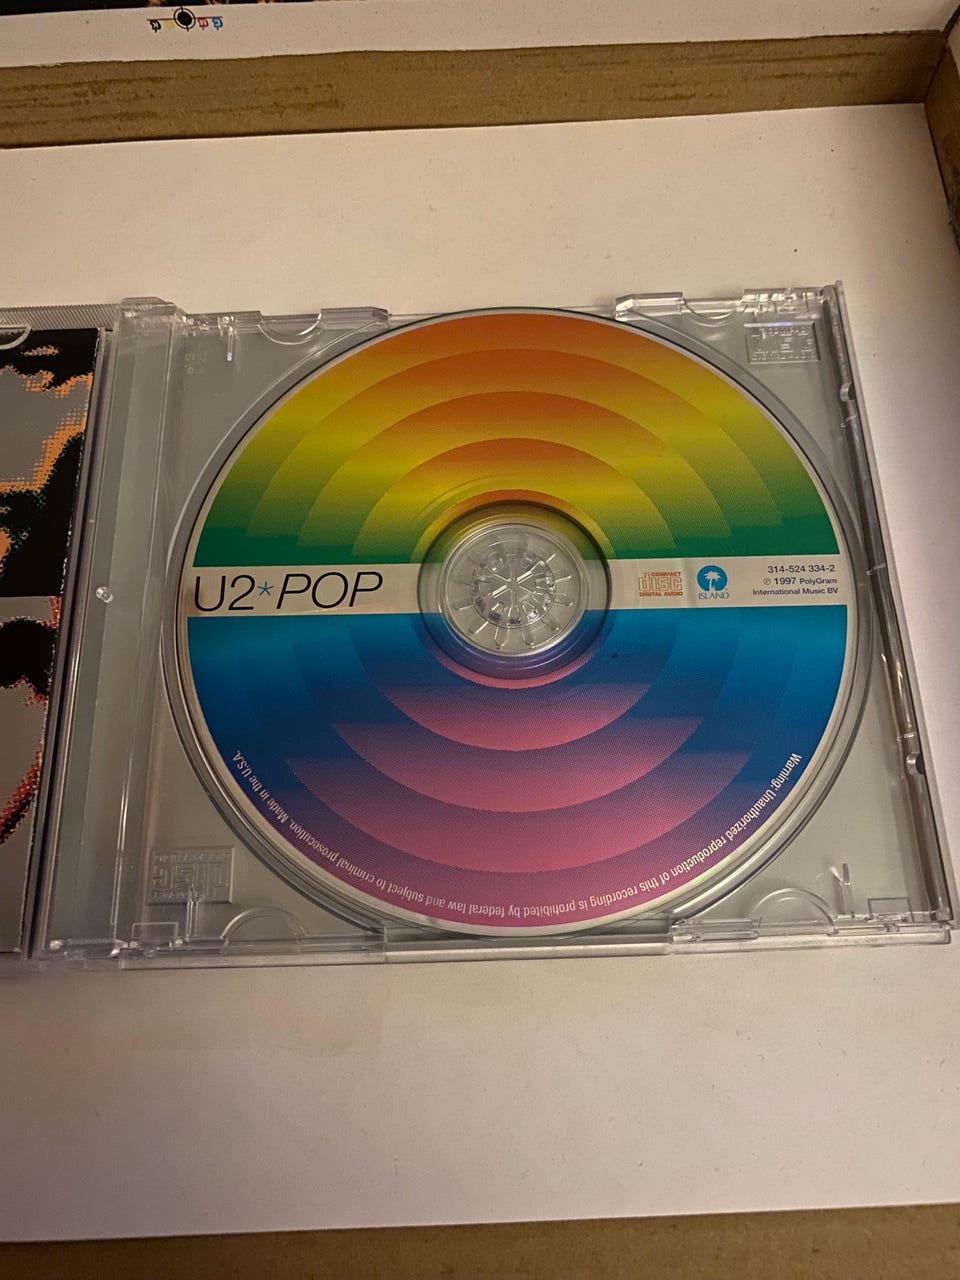 U2*POP
COMPACT
disc
DIGITAL AUDIO
ISLAND
314-524 334-2
℗ 1997 PolyGram
International Music BV
Warning: Unauthorized reproduction of this recording is prohibited by federal law and subject to criminal prosecution. Made in the U.S.A.